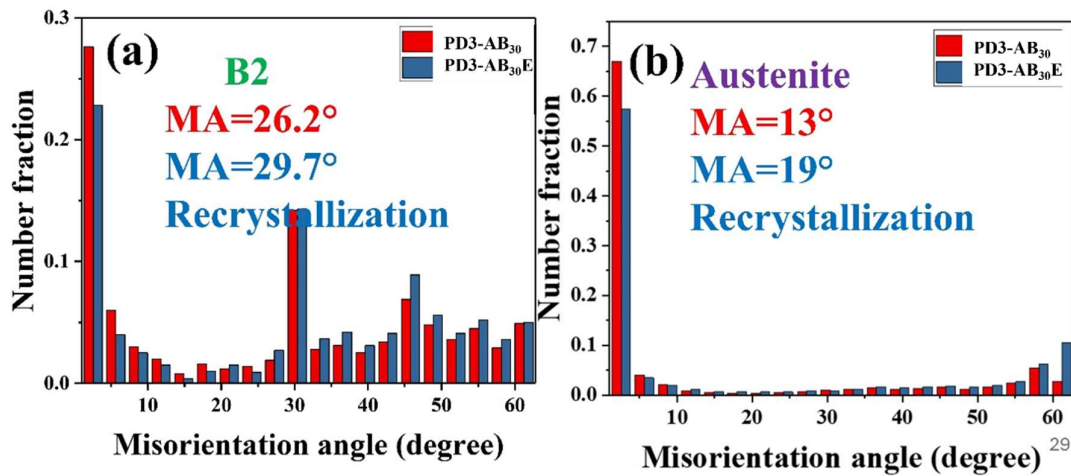 (a)
B2
MA=26.2°
MA=29.7°
Recrystallization
PD3-AB₃₀
PD3-AB₃₀E
Number fraction
0.3
0.2
0.1
0.0
10 20 30 40 50 60
Misorientation angle (degree)
(b)
Austenite
MA=13°
MA=19°
Recrystallization
PD3-AB₃₀
PD3-AB₃₀E
Number fraction
0.7
0.6
0.5
0.4
0.3
0.2
0.1
0.0
10 20 30 40 50 60
Misorientation angle (degree)
29